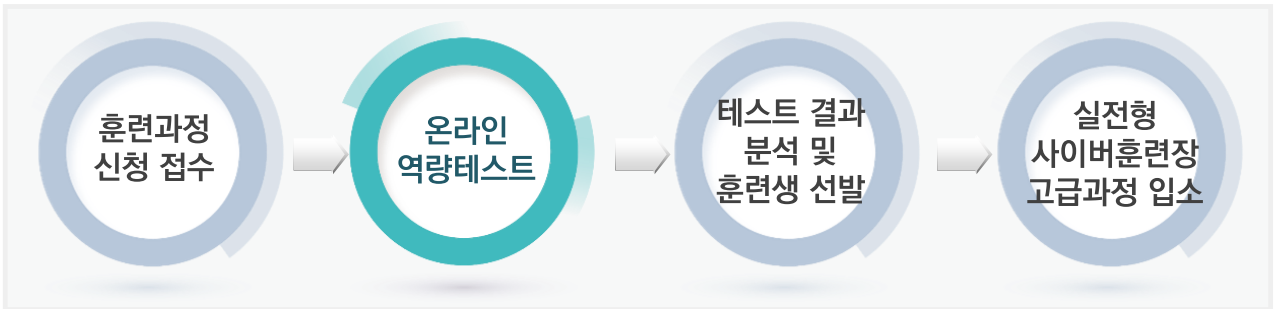 훈련과정
신청 접수
온라인
역량테스트
테스트 결과
분석 및
훈련생 선발
실전형
사이버훈련장
고급과정 입소